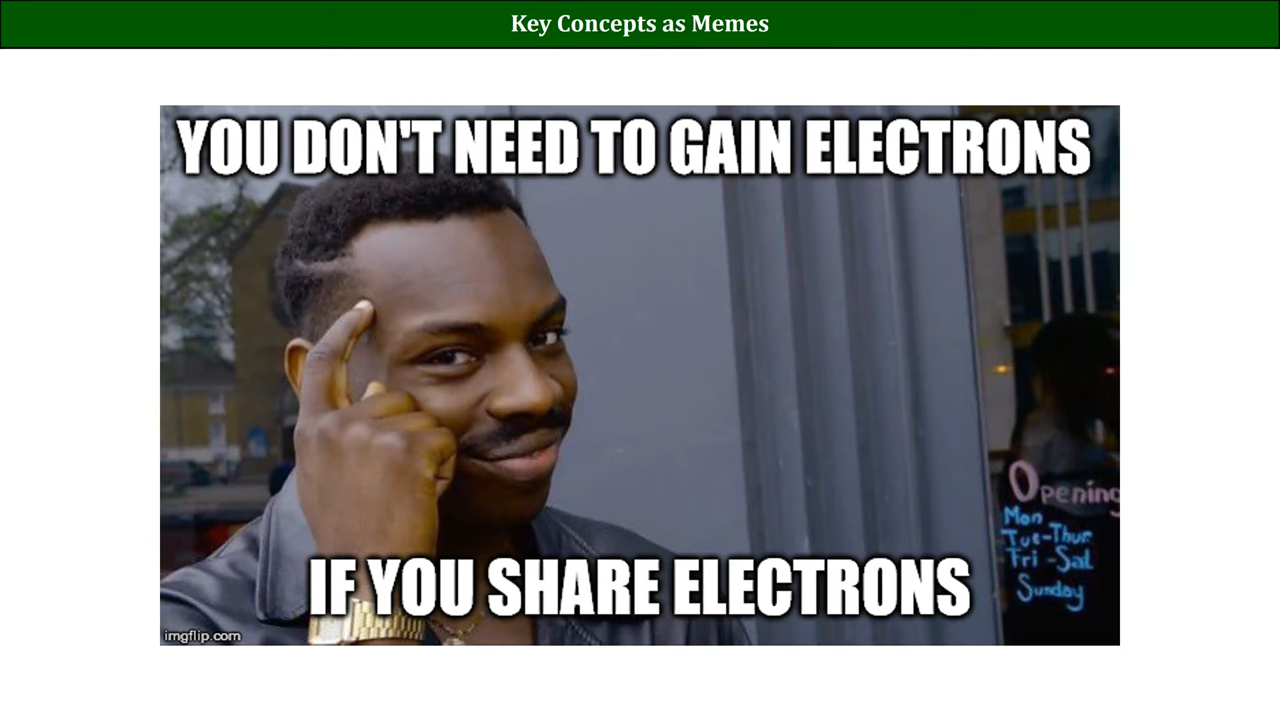 Key Concepts as Memes
YOU DON'T NEED TO GAIN ELECTRONS
Opening
Mon
Tue-Thur
Fri-Sat
Sunday
IF YOU SHARE ELECTRONS
imgflip.com